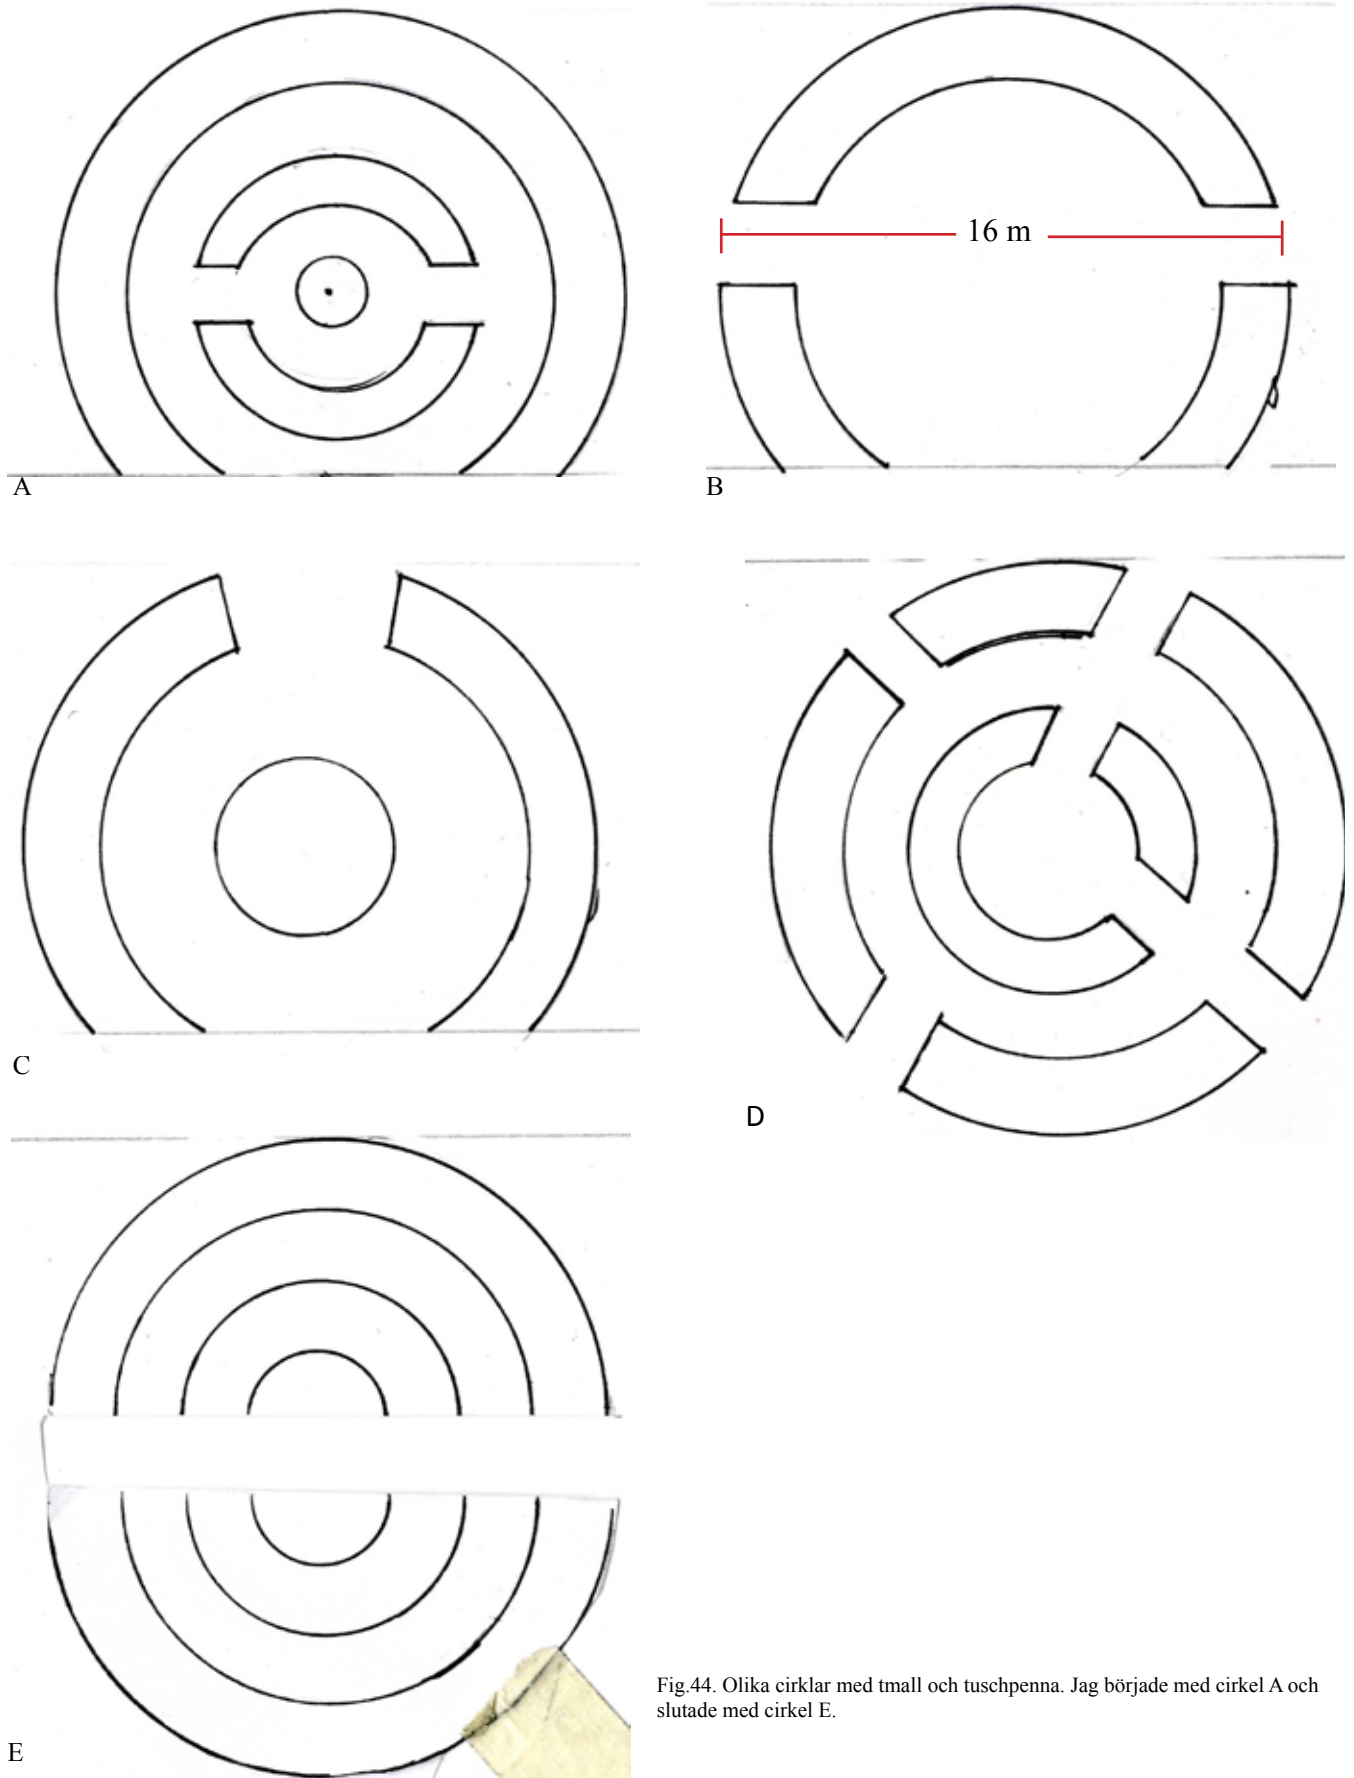 A
16 m
B
C
D
E
Fig.44. Olika cirklar med tmall och tuschpenna. Jag började med cirkel A och
slutade med cirkel E.